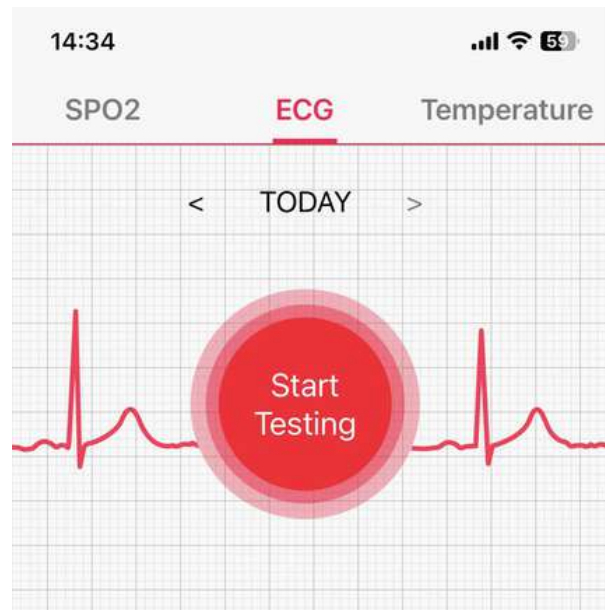 14:34 59
SPO2 ECG Temperature
< TODAY >
Start
Testing